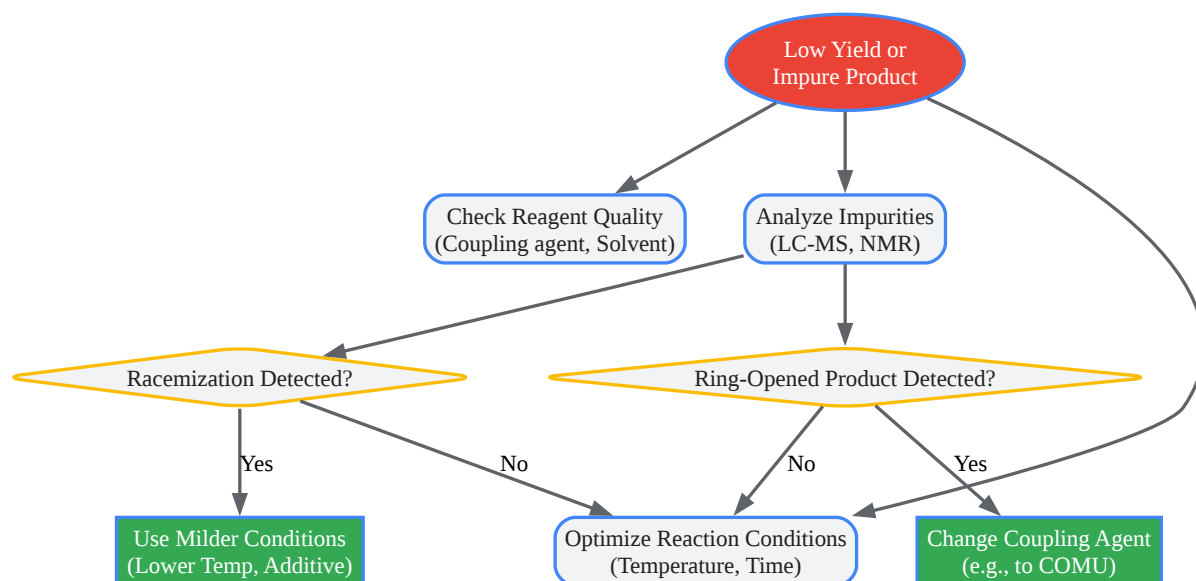 Low Yield or
Impure Product
Check Reagent Quality
(Coupling agent, Solvent)
Analyze Impurities
(LC-MS, NMR)
Racemization Detected?
Ring-Opened Product Detected?
Yes
No
No
Yes
Use Milder Conditions
(Lower Temp, Additive)
Optimize Reaction Conditions
(Temperature, Time)
Change Coupling Agent
(e.g., to COMU)